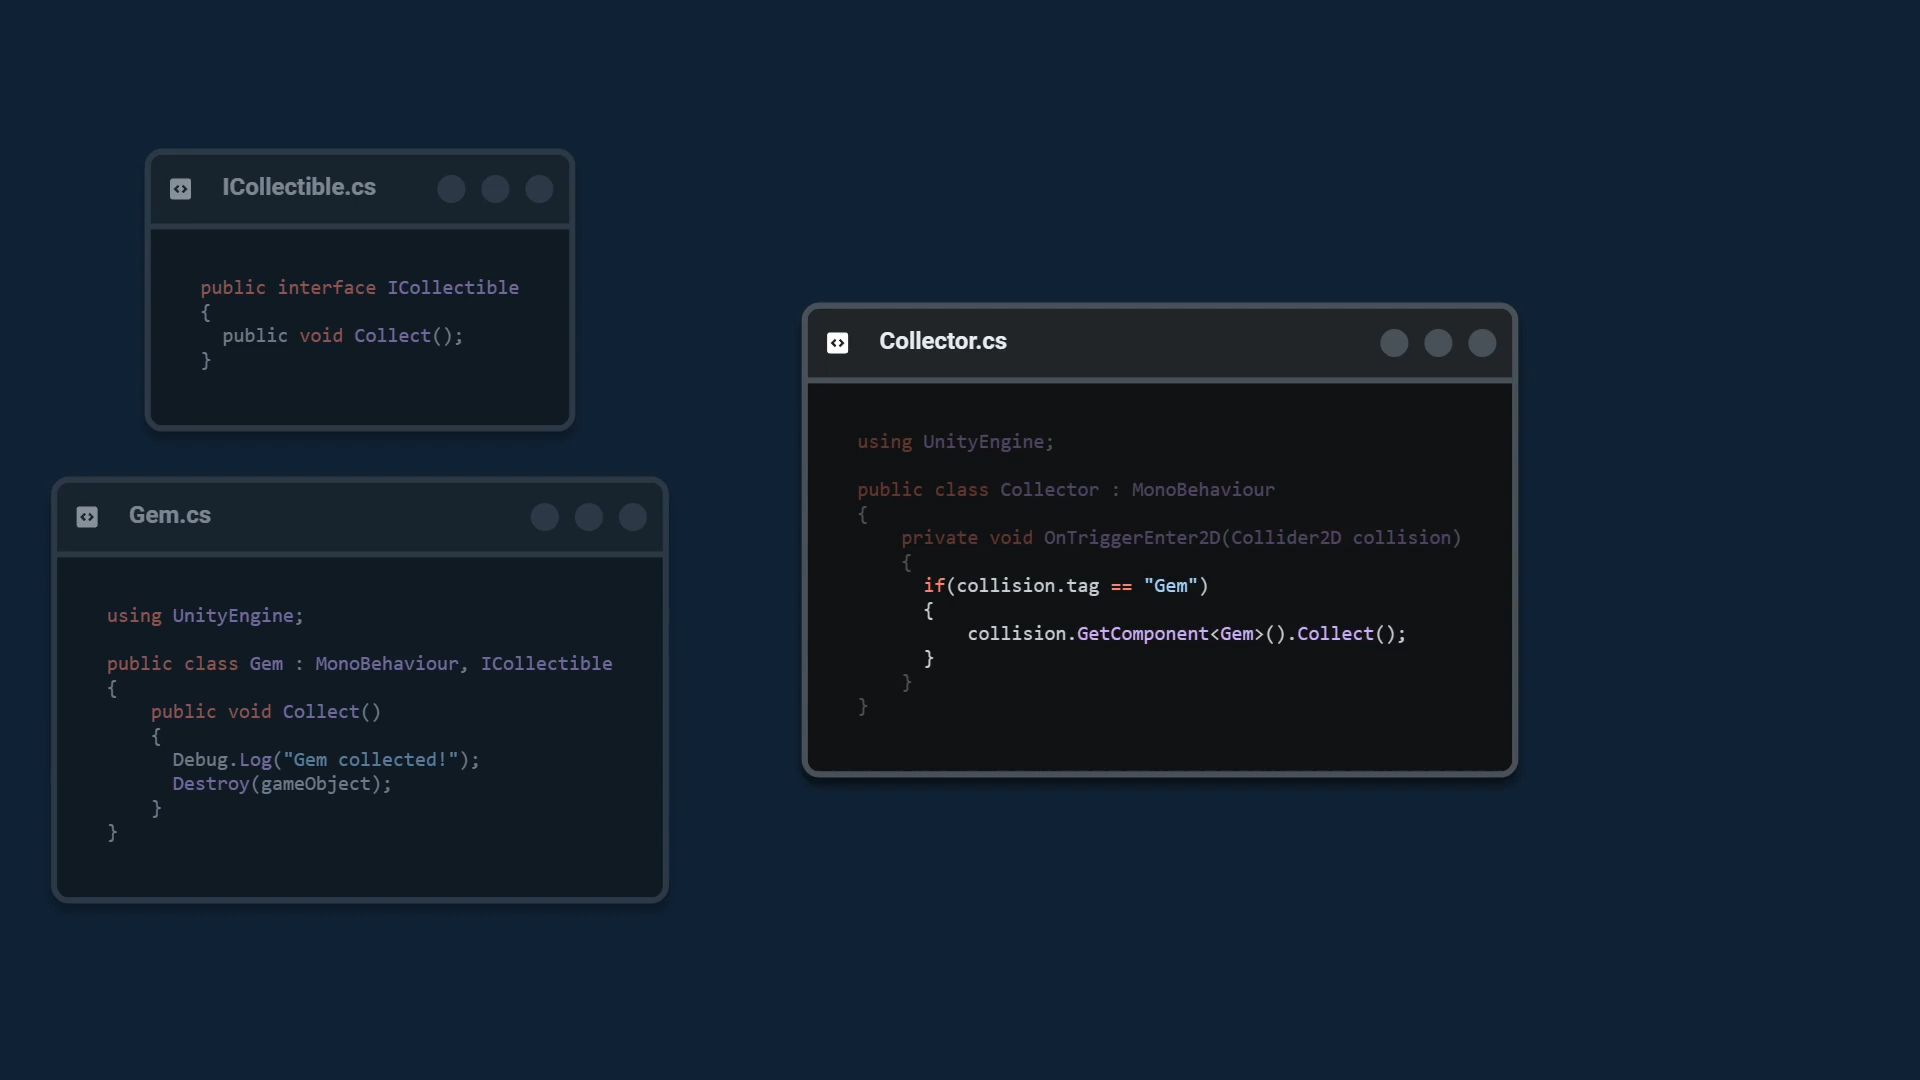 ICollectible.cs
public interface ICollectible
{
  public void Collect();
}
Gem.cs
using UnityEngine;
public class Gem : MonoBehaviour, ICollectible
{
    public void Collect()
    {
      Debug.Log("Gem collected!");
      Destroy(gameObject);
    }
}
Collector.cs
using UnityEngine;
public class Collector : MonoBehaviour
{
    private void OnTriggerEnter2D(Collider2D collision)
    {
      if(collision.tag == "Gem")
      {
          collision.GetComponent<Gem>().Collect();
      }
    }
}